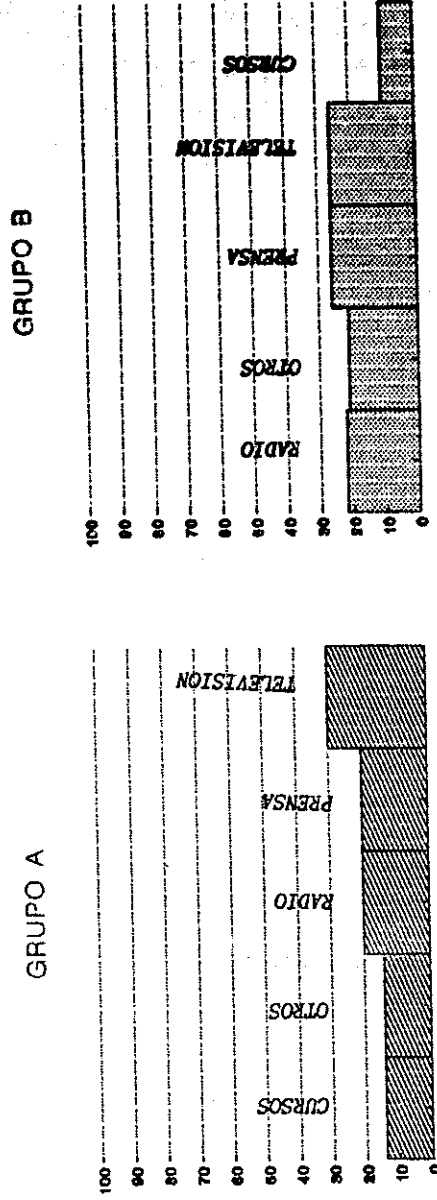 GRUPO A
100
90
80
70
60
50
40
30
20
10
0
CURSOS
OTROS
RADIO
PRENSA
TELEVISION
GRUPO B
100
90
80
70
60
50
40
30
20
10
0
RADIO
OTROS
PRENSA
TELEVISION
CURSOS